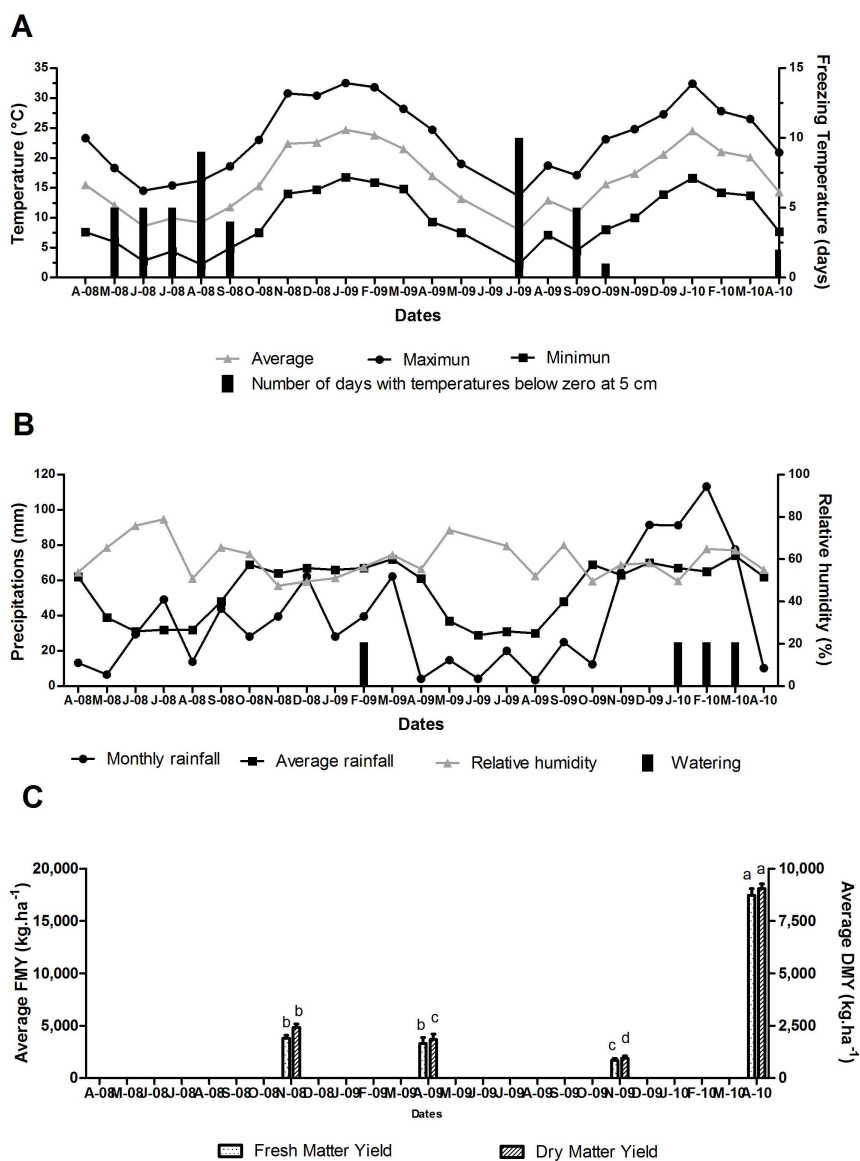 A
Temperature (°C)
35
30
25
20
15
10
5
0
Freezing Temperature (days)
15
10
5
0
A-08 M-08 J-08 J-08 A-08 S-08 O-08 N-08 D-08 J-09 F-09 M-09 A-09 M-09 J-09 J-09 A-09 S-09 O-09 N-09 D-09 J-10 F-10 M-10 A-10
Dates
Average Maximun Minimun
Number of days with temperatures below zero at 5 cm
B
Precipitations (mm)
120
100
80
60
40
20
0
Relative humidity (%)
100
80
60
40
20
0
A-08 M-08 J-08 J-08 A-08 S-08 O-08 N-08 D-08 J-09 F-09 M-09 A-09 M-09 J-09 J-09 A-09 S-09 O-09 N-09 D-09 J-10 F-10 M-10 A-10
Dates
Monthly rainfall Average rainfall Relative humidity Watering
C
Average FMY (kg.ha-1)
20,000
15,000
10,000
5,000
0
Average DMY (kg.ha-1)
10,000
7,500
5,000
2,500
0
b b
b c
c d
a a
A-08 M-08 J-08 J-08 A-08 S-08 O-08 N-08 D-08 J-09 F-09 M-09 A-09 M-09 J-09 J-09 A-09 S-09 O-09 N-09 D-09 J-10 F-10 M-10 A-10
Dates
Fresh Matter Yield Dry Matter Yield